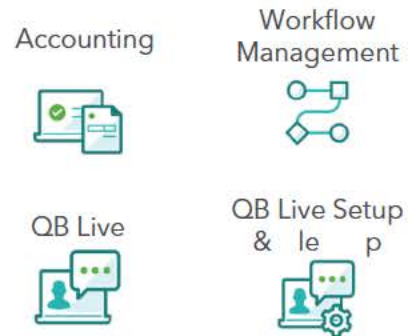 Accounting
Workflow
Management
QB Live
QB Live Setup
&